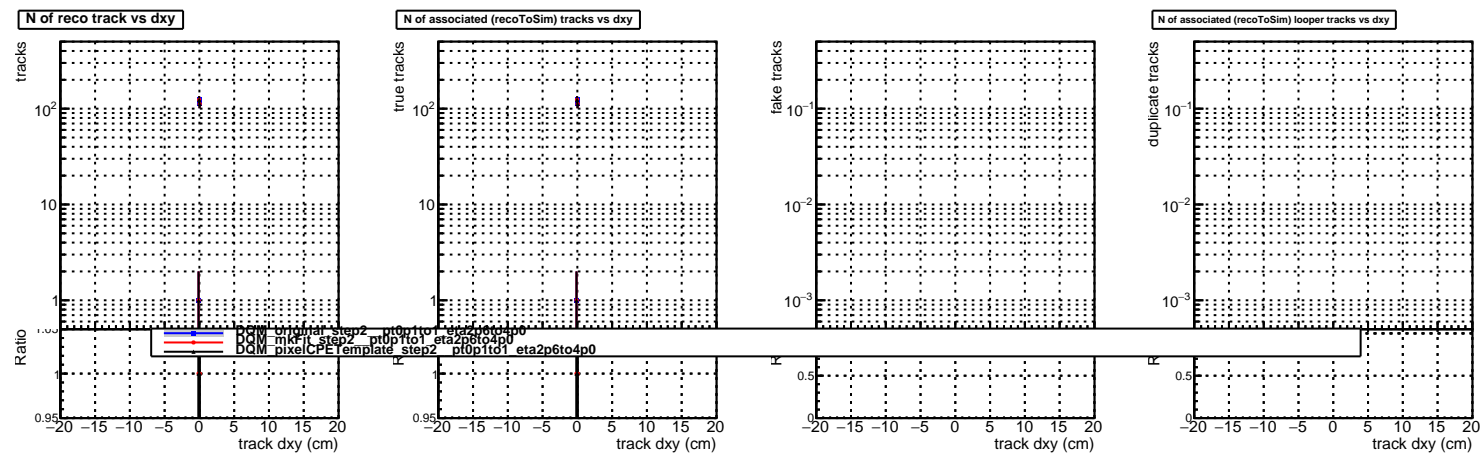 N of reco track vs dxy
N of associated (recoToSim) tracks vs dxy
N of associated (recoToSim) looper tracks vs dxy
tracks
true tracks
fake tracks
duplicate tracks
10²
10
1
10²
10
1
10⁻¹
10⁻²
10⁻³
10⁻¹
10⁻²
10⁻³
DQM_original_step2__pt0p1to1_eta2p6to4p0
DQM_mkFit_step2__pt0p1to1_eta2p6to4p0
DQM_pixelCPETemplate_step2__pt0p1to1_eta2p6to4p0
Ratio
1
0.95
1
0.95
0.5
0
0.5
0
−20 −15 −10 −5 0 5 10 15 20
−20 −15 −10 −5 0 5 10 15 20
−20 −15 −10 −5 0 5 10 15 20
−20 −15 −10 −5 0 5 10 15 20
track dxy (cm)
track dxy (cm)
track dxy (cm)
track dxy (cm)